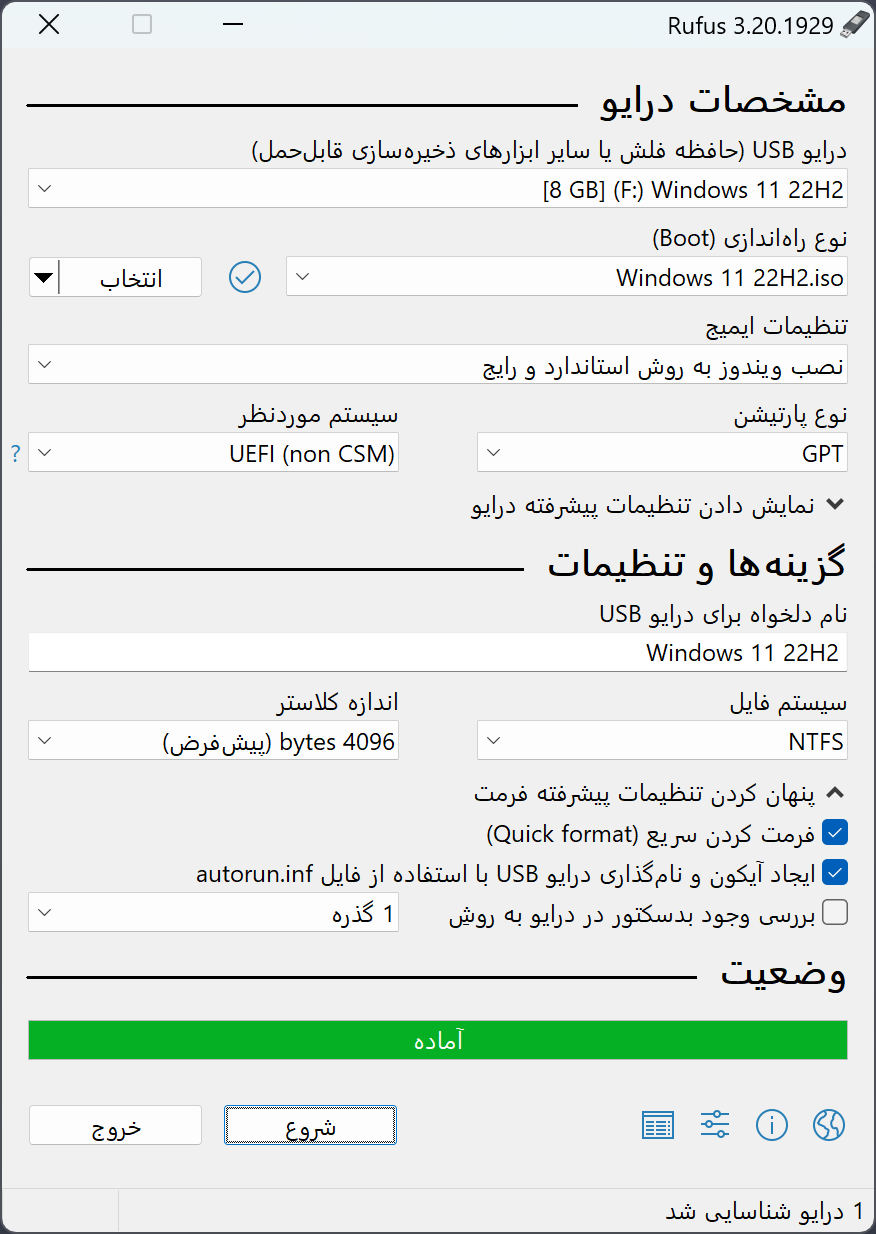 Rufus 3.20.1929
مشخصات درایو
درایو USB (حافظه فلش یا سایر ابزارهای ذخیره‌سازی قابل‌حمل)
Windows 11 22H2 (F:) [8 GB]
نوع راه‌اندازی (Boot)
Windows 11 22H2.iso
انتخاب
تنظیمات ایمیج
نصب ویندوز به روش استاندارد و رایج
نوع پارتیشن
سیستم موردنظر
GPT
UEFI (non CSM)
?
نمایش دادن تنظیمات پیشرفته درایو
گزینه‌ها و تنظیمات
نام دلخواه برای درایو USB
Windows 11 22H2
سیستم فایل
اندازه کلاستر
NTFS
4096 bytes (پیش‌فرض)
پنهان کردن تنظیمات پیشرفته فرمت
فرمت کردن سریع (Quick format)
ایجاد آیکون و نام‌گذاری درایو USB با استفاده از فایل autorun.inf
بررسی وجود بدسکتور در درایو به روشِ
1 گذره
وضعیت
آماده
شروع
خروج
1 درایو شناسایی شد